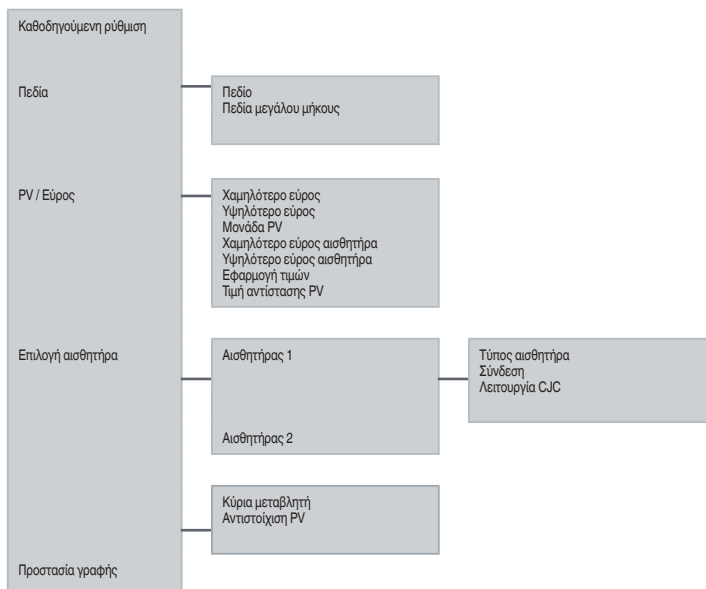 Καθοδηγούμενη ρύθμιση
Πεδία
Πεδίο
Πεδία μεγάλου μήκους
PV / Εύρος
Χαμηλότερο εύρος
Υψηλότερο εύρος
Μονάδα PV
Χαμηλότερο εύρος αισθητήρα
Υψηλότερο εύρος αισθητήρα
Εφαρμογή τιμών
Τιμή αντίστασης PV
Επιλογή αισθητήρα
Αισθητήρας 1
Τύπος αισθητήρα
Σύνδεση
Λειτουργία CJC
Αισθητήρας 2
Κύρια μεταβλητή
Αντιστοίχιση PV
Προστασία γραφής